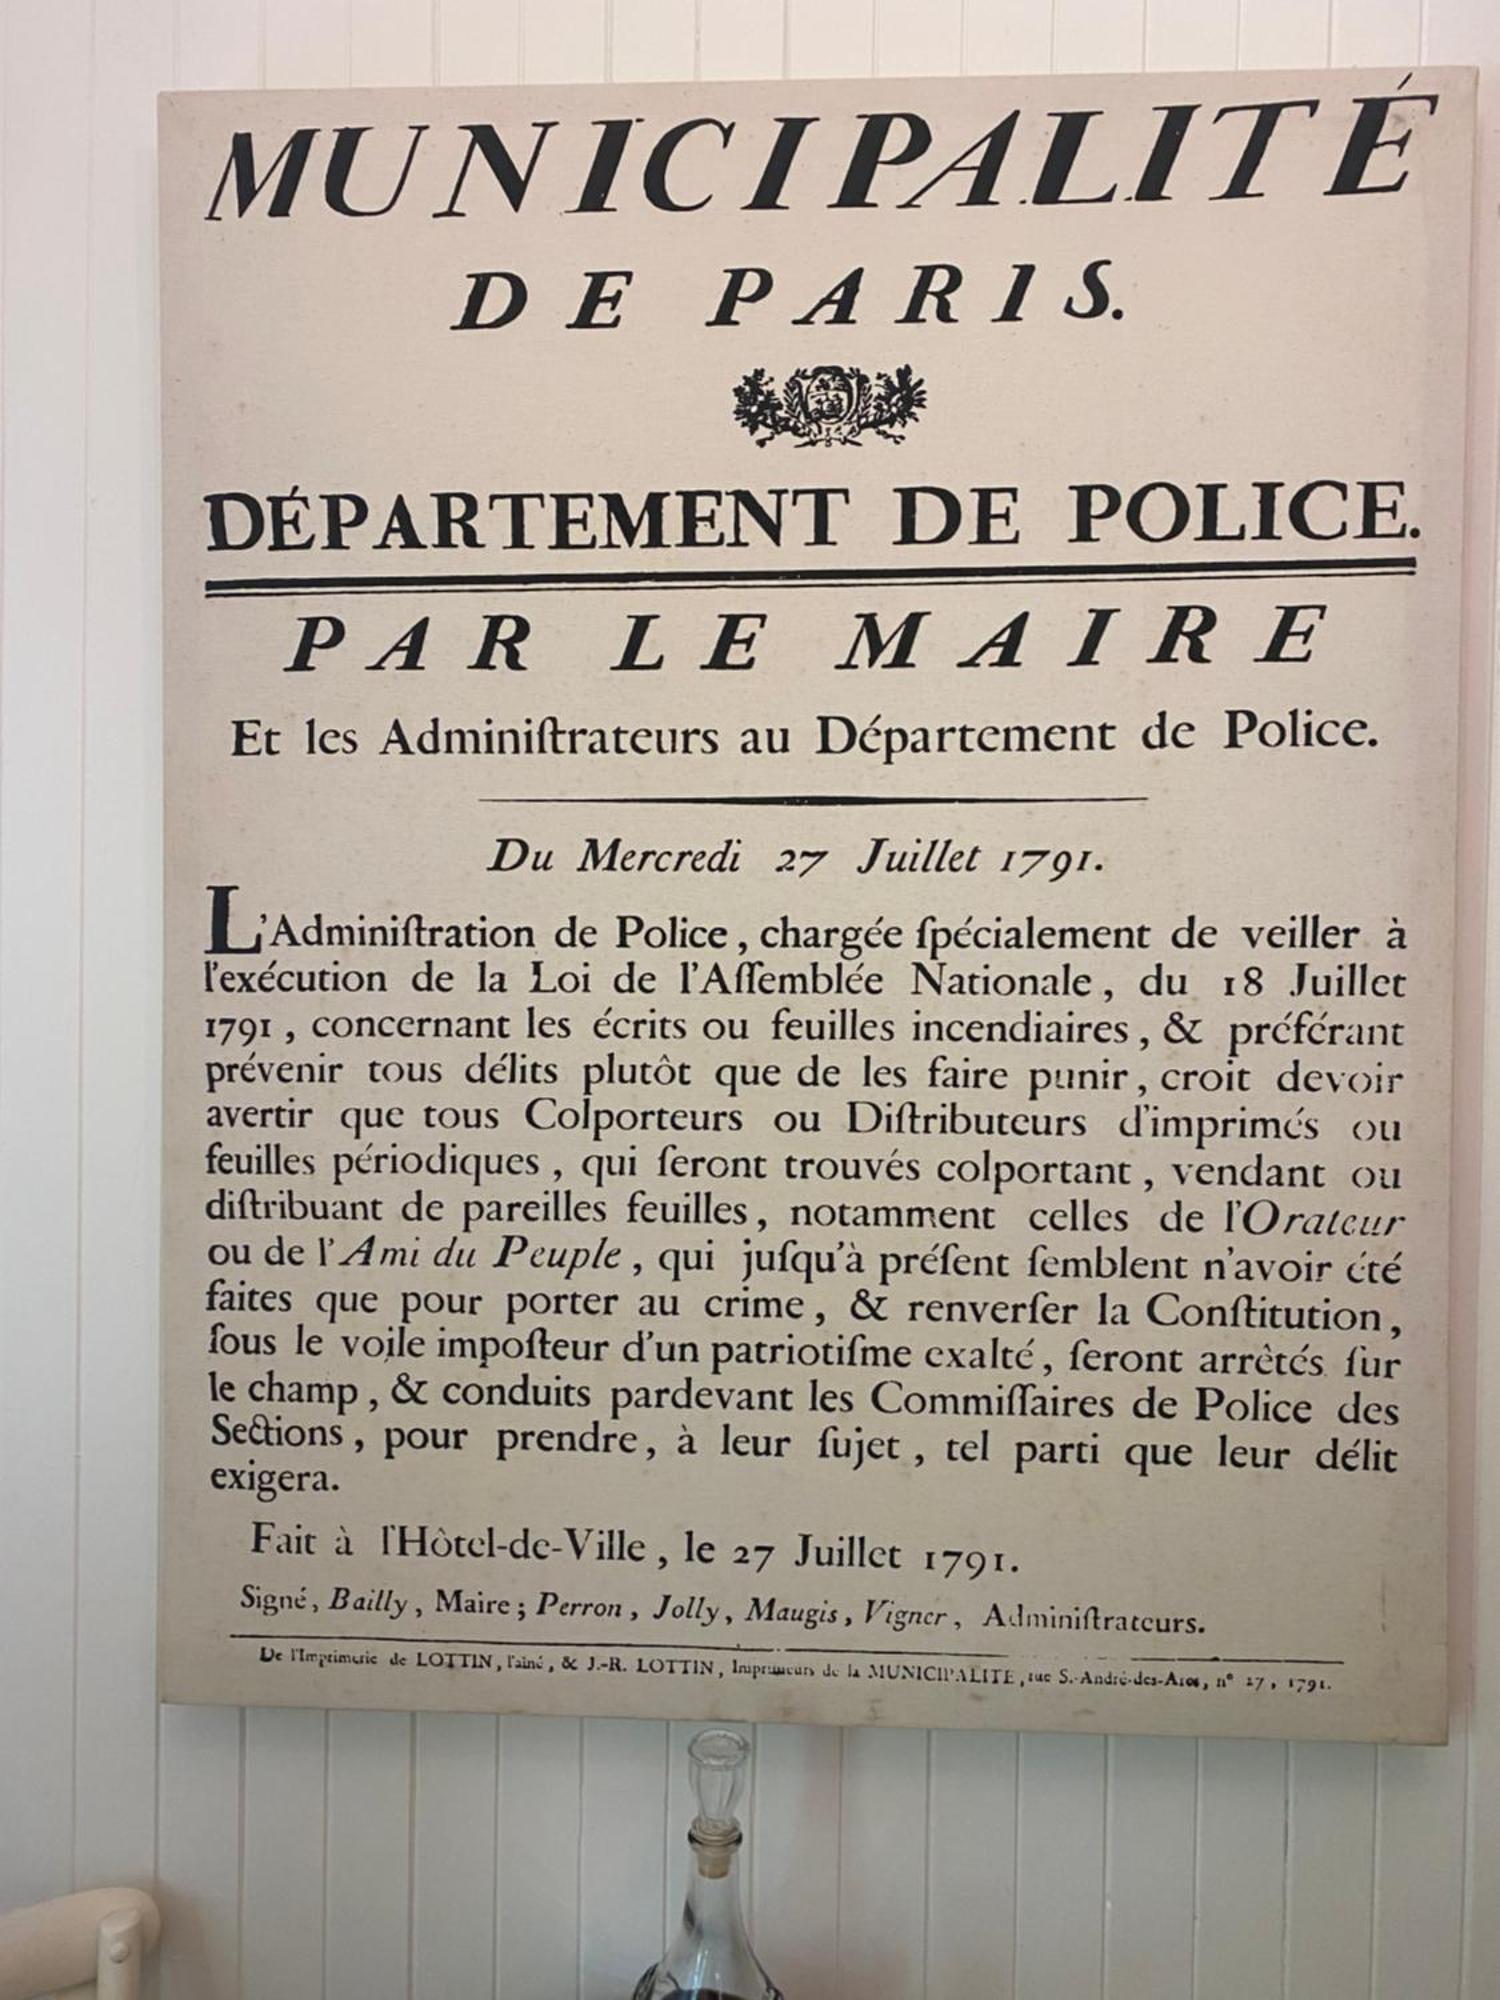 MUNICIPALITÉ
DE PARIS.
DÉPARTEMENT DE POLICE.
PAR LE MAIRE
Et les Adminiſtrateurs au Département de Police.
Du Mercredi 27 Juillet 1791.
L'Adminiſtration de Police, chargée ſpécialement de veiller à
l'exécution de la Loi de l'Aſſemblée Nationale, du 18 Juillet
1791, concernant les écrits ou feuilles incendiaires, & préférant
prévenir tous délits plutôt que de les faire punir, croit devoir
avertir que tous Colporteurs ou Diſtributeurs d'imprimés ou
feuilles périodiques, qui ſeront trouvés colportant, vendant ou
diſtribuant de pareilles feuilles, notamment celles de l'Orateur
ou de l'Ami du Peuple, qui juſqu'à préſent ſemblent n'avoir été
faites que pour porter au crime, & renverſer la Conſtitution,
ſous le voile impoſteur d'un patriotiſme exalté, ſeront arrêtés ſur
le champ, & conduits pardevant les Commiſſaires de Police des
Sections, pour prendre, à leur ſujet, tel parti que leur délit
exigera.
Fait à l'Hôtel-de-Ville, le 27 Juillet 1791.
Signé, Bailly, Maire; Perron, Jolly, Maugis, Vigner, Adminiſtrateurs.
De l'Imprimerie de LOTTIN, l'aîné, & J.-R. LOTTIN, Imprimeurs de la MUNICIPALITE, rue S.-André-des-Arcs, n° 27, 1791.